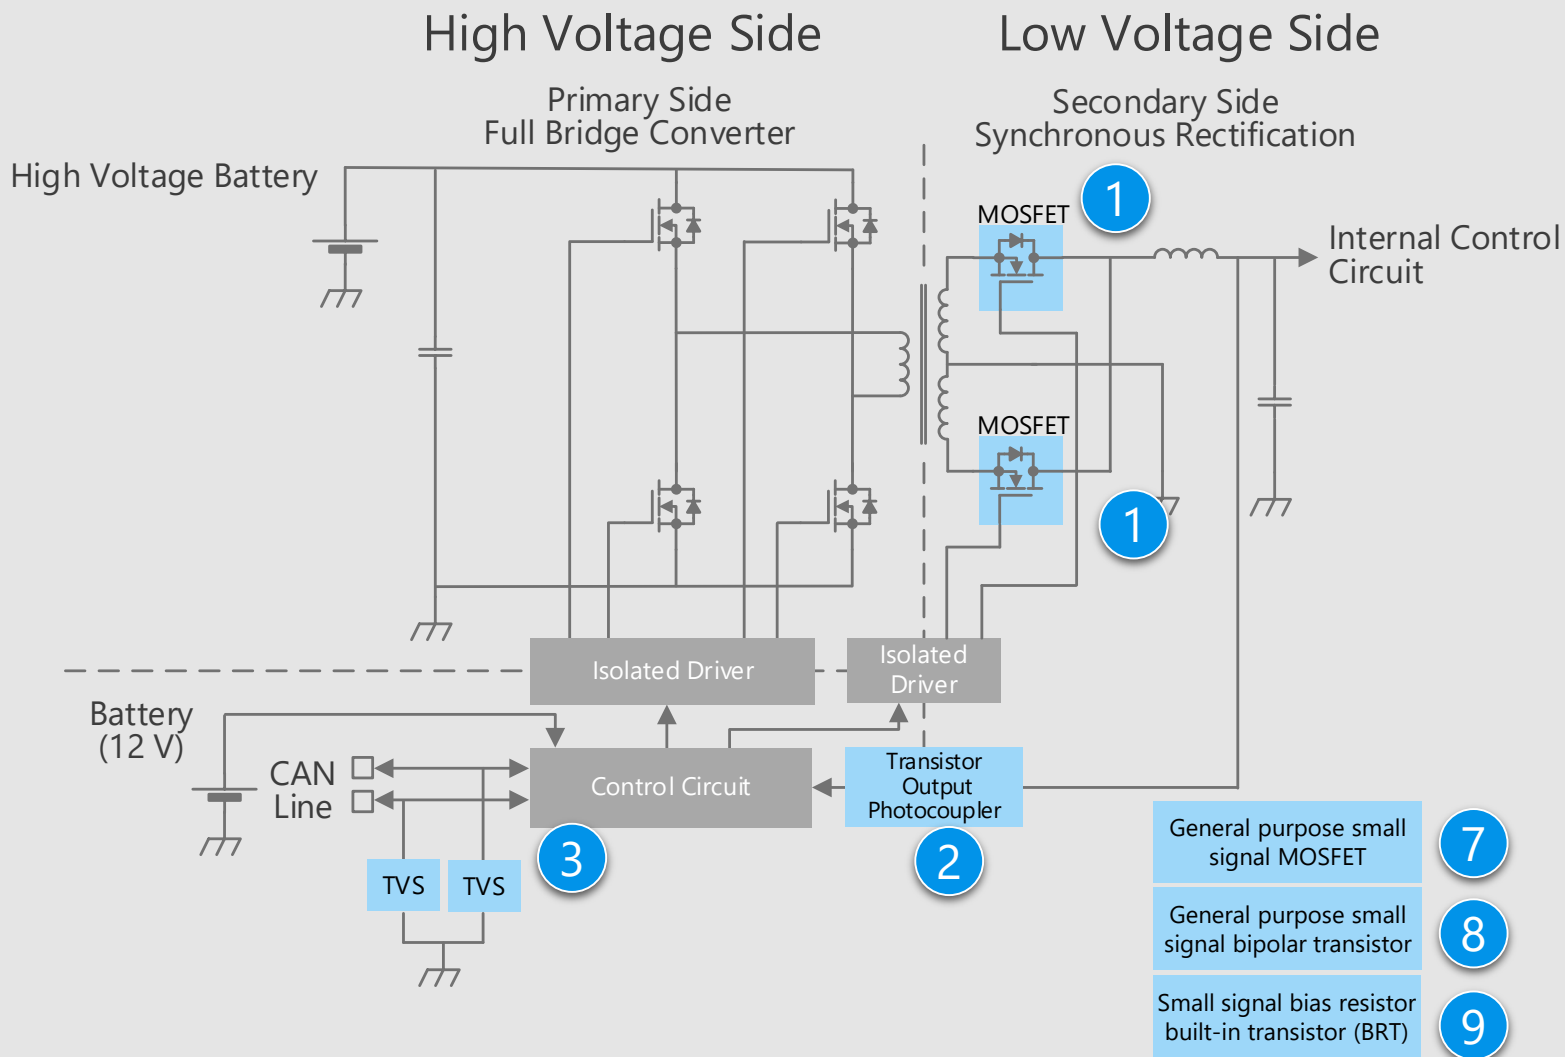 High Voltage Side
Low Voltage Side
Primary Side
Full Bridge Converter
Secondary Side
Synchronous Rectification
High Voltage Battery
MOSFET
1
Internal Control
Circuit
MOSFET
1
Isolated Driver
Isolated
Driver
Battery
(12 V)
CAN
Line
Control Circuit
Transistor
Output
Photocoupler
3
2
TVS
TVS
General purpose small
signal MOSFET
7
General purpose small
signal bipolar transistor
8
Small signal bias resistor
built-in transistor (BRT)
9